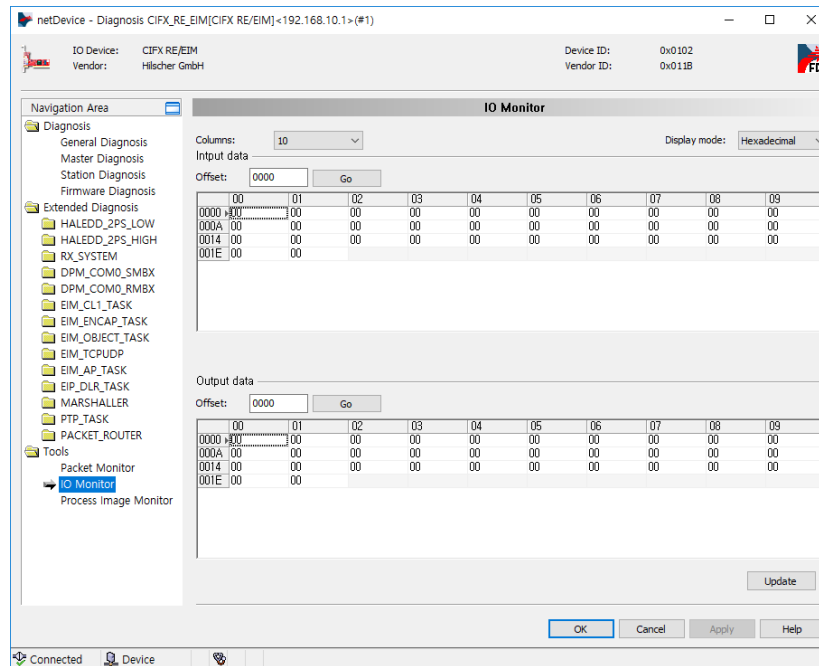 netDevice - Diagnosis CIFX_RE_EIM[CIFX RE/EIM]<192.168.10.1>(#1)
IO Device: CIFX RE/EIM Device ID: 0x0102
Vendor: Hilscher GmbH Vendor ID: 0x011B
FD
Navigation Area
Diagnosis
General Diagnosis
Master Diagnosis
Station Diagnosis
Firmware Diagnosis
Extended Diagnosis
HALEDD_2PS_LOW
HALEDD_2PS_HIGH
RX_SYSTEM
DPM_COM0_SMBX
DPM_COM0_RMBX
EIM_CL1_TASK
EIM_ENCAP_TASK
EIM_OBJECT_TASK
EIM_TCPUDP
EIM_AP_TASK
EIP_DLR_TASK
MARSHALLER
PTP_TASK
PACKET_ROUTER
Tools
Packet Monitor
IO Monitor
Process Image Monitor
IO Monitor
Columns: 10 Display mode: Hexadecimal
Intput data
Offset: 0000 Go
00 01 02 03 04 05 06 07 08 09
0000 00 00 00 00 00 00 00 00 00 00
000A 00 00 00 00 00 00 00 00 00 00
0014 00 00 00 00 00 00 00 00 00 00
001E 00 00
Output data
Offset: 0000 Go
00 01 02 03 04 05 06 07 08 09
0000 00 00 00 00 00 00 00 00 00 00
000A 00 00 00 00 00 00 00 00 00 00
0014 00 00 00 00 00 00 00 00 00 00
001E 00 00
Update
OK Cancel Apply Help
Connected Device